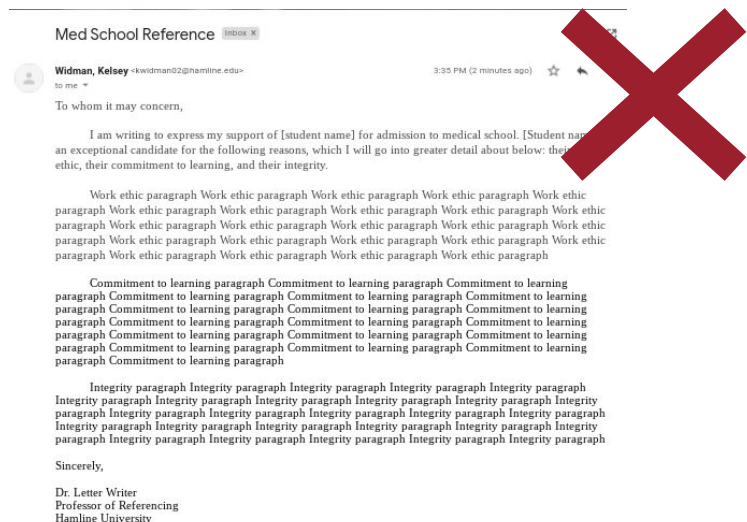 Med School Reference Inbox x
Widman, Kelsey <kwidman02@hamline.edu> 3:35 PM (2 minutes ago)
to me
To whom it may concern,
I am writing to express my support of [student name] for admission to medical school. [Student
an exceptional candidate for the following reasons, which I will go into greater detail about below:
ethic, their commitment to learning, and their integrity.
Work ethic paragraph Work ethic paragraph Work ethic paragraph Work ethic paragraph Work ethic
paragraph Work ethic paragraph Work ethic paragraph Work ethic paragraph Work ethic paragraph Work ethic
paragraph Work ethic paragraph Work ethic paragraph Work ethic paragraph Work ethic paragraph Work ethic
paragraph Work ethic paragraph Work ethic paragraph Work ethic paragraph Work ethic paragraph Work ethic
paragraph Work ethic paragraph Work ethic paragraph Work ethic paragraph Work ethic paragraph
Commitment to learning paragraph Commitment to learning paragraph Commitment to learning
paragraph Commitment to learning paragraph Commitment to learning paragraph Commitment to learning
paragraph Commitment to learning paragraph Commitment to learning paragraph Commitment to learning
paragraph Commitment to learning paragraph Commitment to learning paragraph Commitment to learning
paragraph Commitment to learning paragraph Commitment to learning paragraph Commitment to learning
paragraph Commitment to learning paragraph Commitment to learning paragraph Commitment to learning
paragraph Commitment to learning paragraph
Integrity paragraph Integrity paragraph Integrity paragraph Integrity paragraph Integrity paragraph
Integrity paragraph Integrity paragraph Integrity paragraph Integrity paragraph Integrity paragraph Integrity
paragraph Integrity paragraph Integrity paragraph Integrity paragraph Integrity paragraph Integrity paragraph
Integrity paragraph Integrity paragraph Integrity paragraph Integrity paragraph Integrity paragraph Integrity
paragraph Integrity paragraph Integrity paragraph Integrity paragraph Integrity paragraph Integrity paragraph
Sincerely,
Dr. Letter Writer
Professor of Referencing
Hamline University